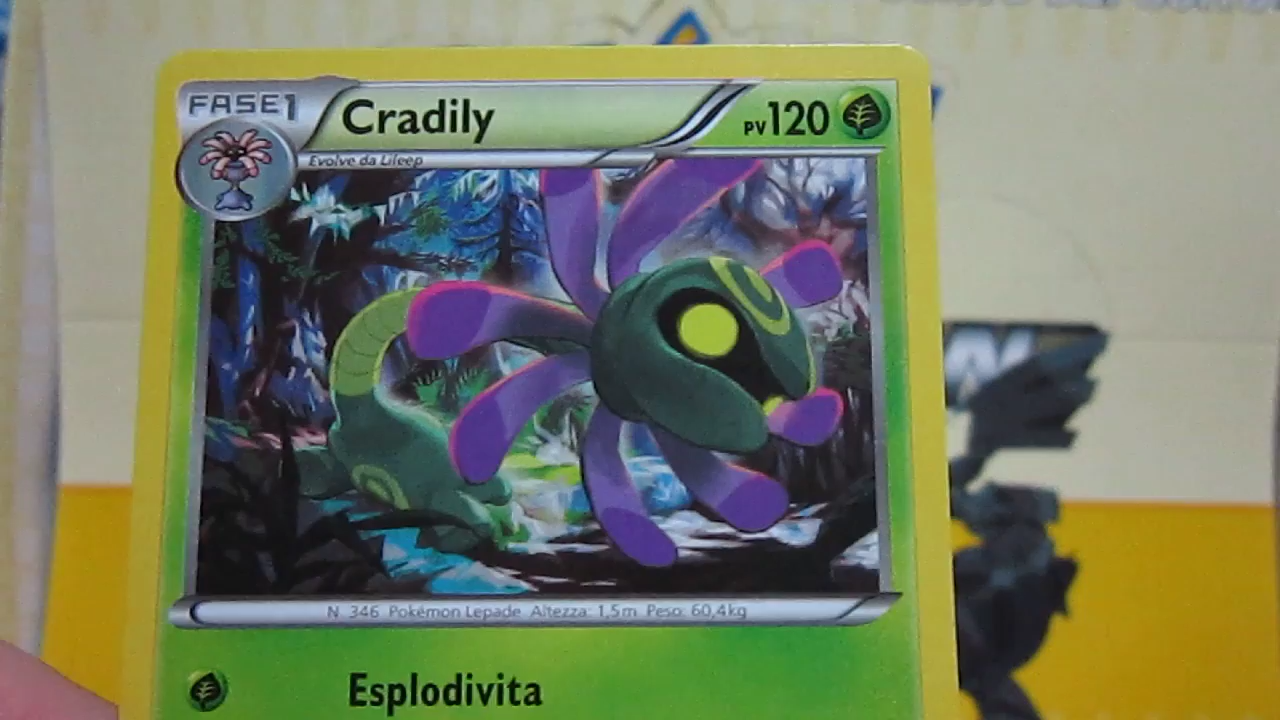 FASE1
Cradily
PV120
Evolve da Lileep
N 346 Pokémon Lepade Altezza: 1,5m Peso: 60,4kg
Esplodivita